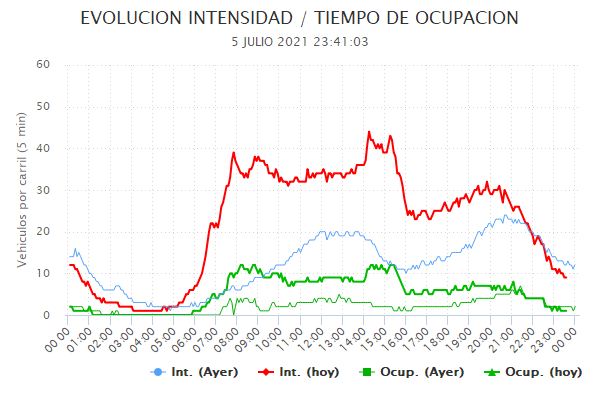 EVOLUCION INTENSIDAD / TIEMPO DE OCUPACION
5 JULIO 2021 23:41:03
Vehiculos por carril (5 min)
60
50
40
30
20
10
0
00:00 01:00 02:00 03:00 04:00 05:00 06:00 07:00 08:00 09:00 10:00 11:00 12:00 13:00 14:00 15:00 16:00 17:00 18:00 19:00 20:00 21:00 22:00 23:00 00:00
Int. (Ayer) Int. (hoy) Ocup. (Ayer) Ocup. (hoy)